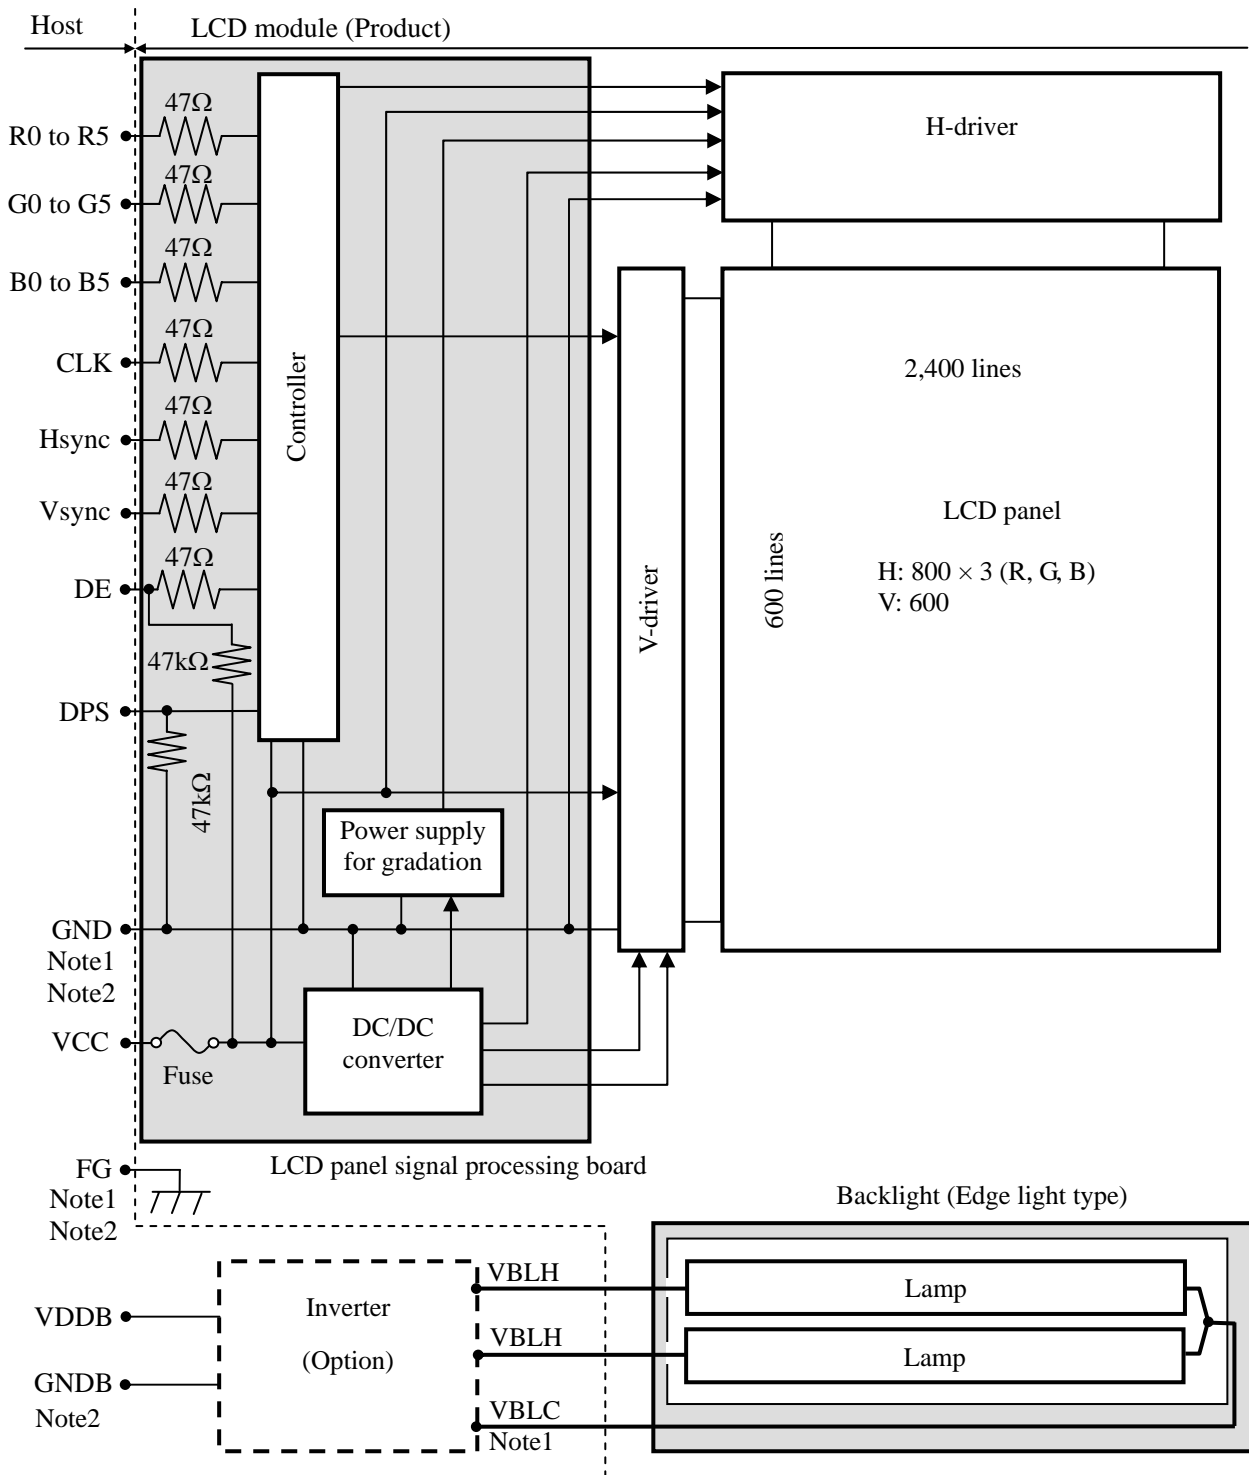 Host
LCD module (Product)
47Ω
R0 to R5
H-driver
47Ω
G0 to G5
47Ω
B0 to B5
47Ω
CLK
2,400 lines
Controller
47Ω
Hsync
47Ω
Vsync
LCD panel
47Ω
DE
600 lines
H: 800 × 3 (R, G, B)
V: 600
V-driver
47kΩ
DPS
47kΩ
Power supply
for gradation
GND
Note1
Note2
VCC
Fuse
DC/DC
converter
FG
Note1
Note2
LCD panel signal processing board
Backlight (Edge light type)
VBLH
Lamp
Inverter
(Option)
VDDB
VBLH
Lamp
GNDB
Note2
VBLC
Note1